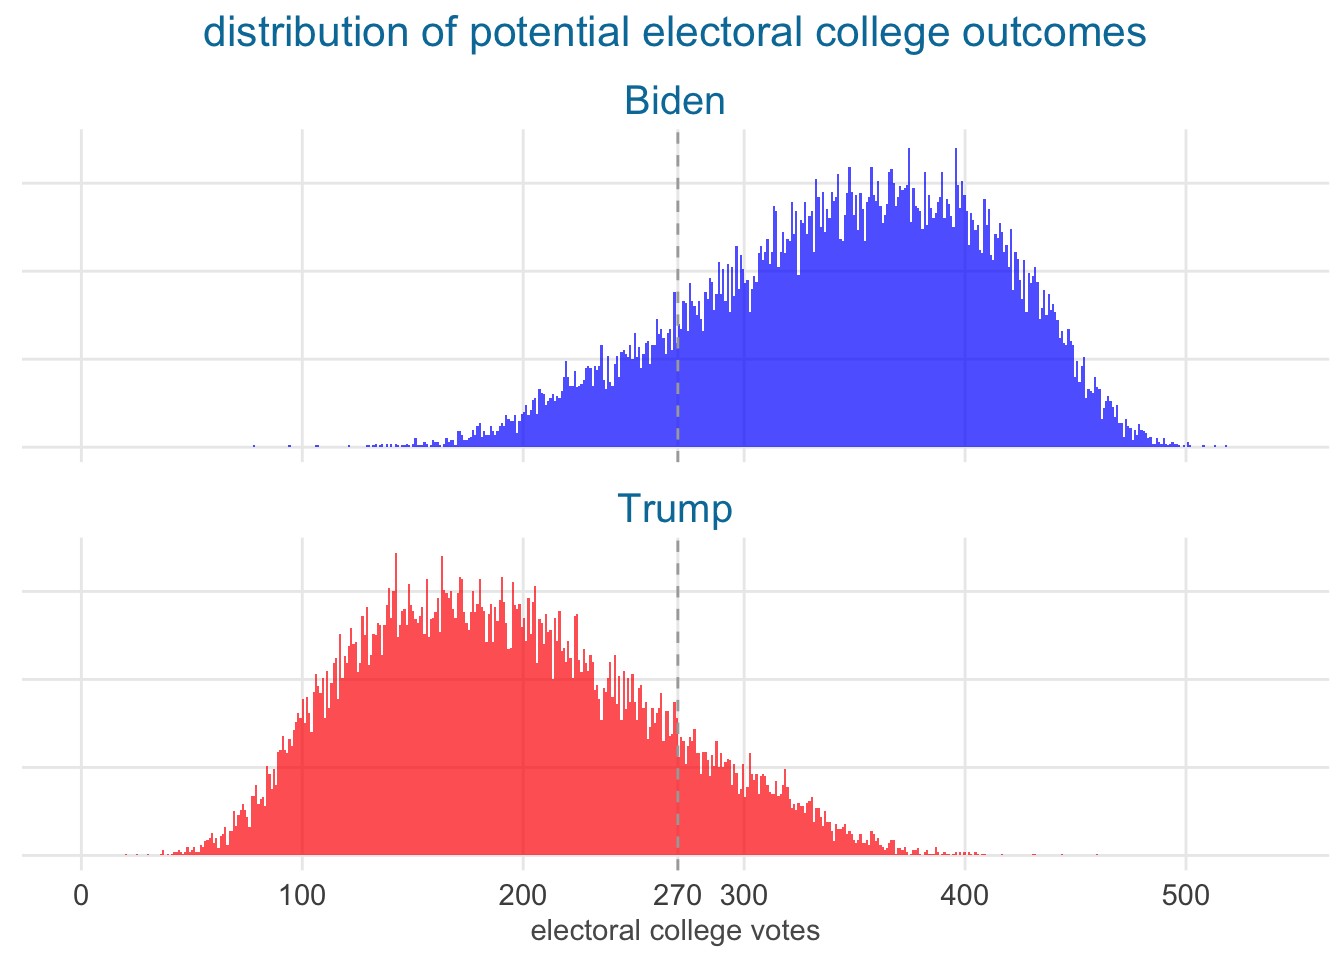 distribution of potential electoral college outcomes
Biden
Trump
0 100 200 270 300 400 500
electoral college votes